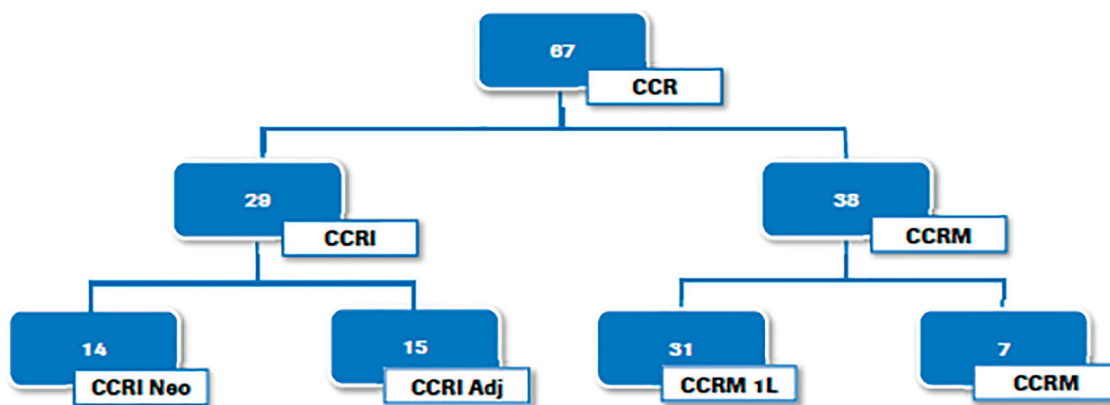 67
CCR
29
CCRI
38
CCRM
14
CCRI Neo
15
CCRI Adj
31
CCRM 1L
7
CCRM